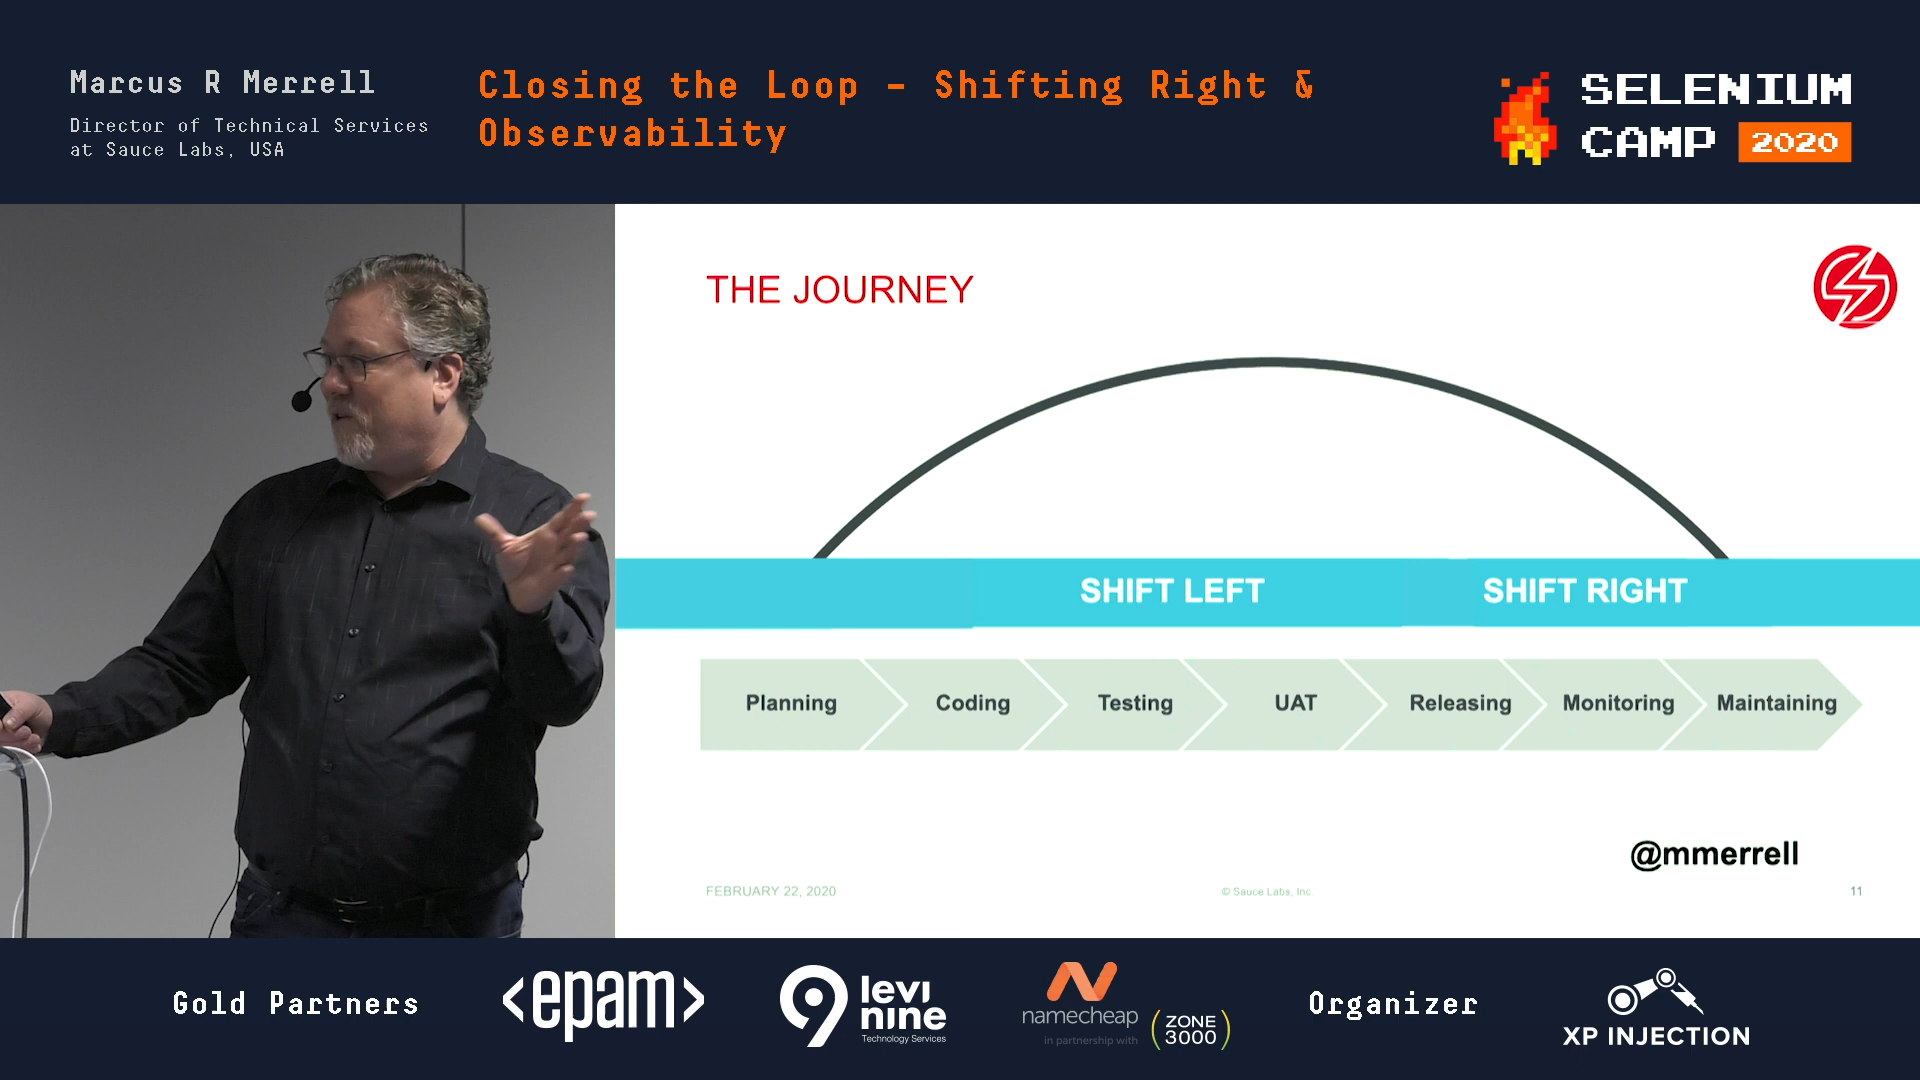 Marcus R Merrell
Director of Technical Services
at Sauce Labs, USA
Closing the Loop – Shifting Right &
Observability
SELENIUM
CAMP 2020
THE JOURNEY
SHIFT LEFT SHIFT RIGHT
Planning Coding Testing UAT Releasing Monitoring Maintaining
@mmerrell
FEBRUARY 22, 2020 © Sauce Labs, Inc. 11
Gold Partners
<epam>
9 levi
nine
Technology Services
namecheap
in partnership with
(ZONE
3000)
Organizer
XP INJECTION